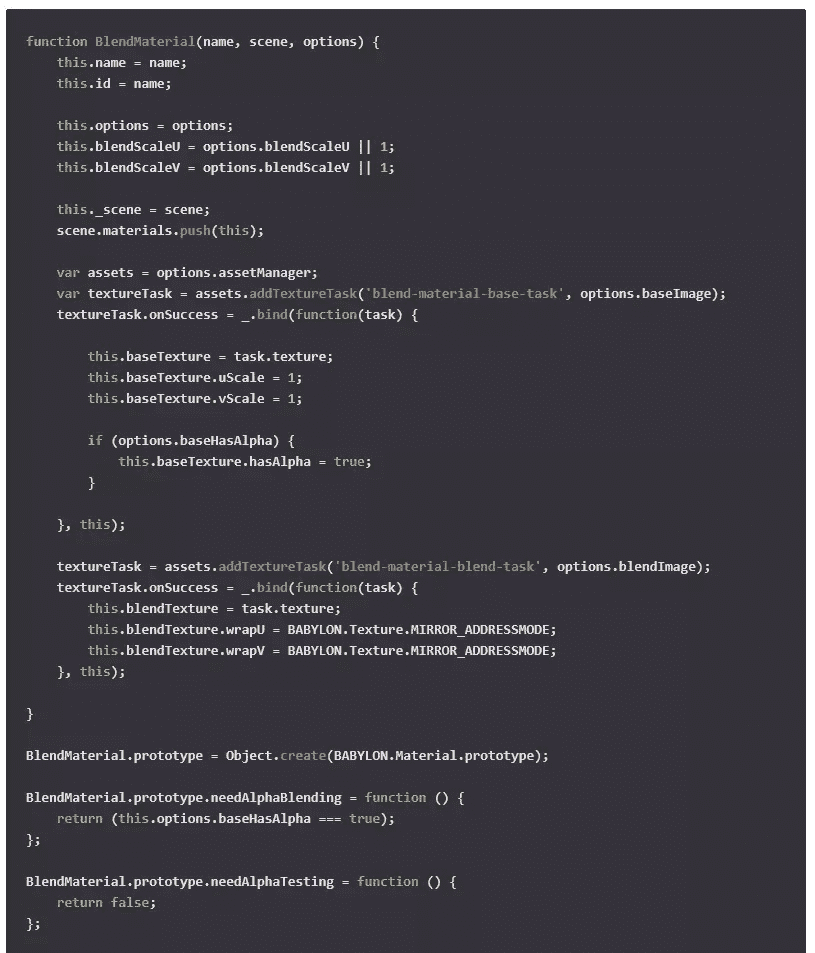 function BlendMaterial(name, scene, options) {
    this.name = name;
    this.id = name;

    this.options = options;
    this.blendScaleU = options.blendScaleU || 1;
    this.blendScaleV = options.blendScaleV || 1;

    this._scene = scene;
    scene.materials.push(this);

    var assets = options.assetManager;
    var textureTask = assets.addTextureTask('blend-material-base-task', options.baseImage);
    textureTask.onSuccess = _.bind(function(task) {

        this.baseTexture = task.texture;
        this.baseTexture.uScale = 1;
        this.baseTexture.vScale = 1;

        if (options.baseHasAlpha) {
            this.baseTexture.hasAlpha = true;
        }

    }, this);

    textureTask = assets.addTextureTask('blend-material-blend-task', options.blendImage);
    textureTask.onSuccess = _.bind(function(task) {
        this.blendTexture = task.texture;
        this.blendTexture.wrapU = BABYLON.Texture.MIRROR_ADDRESSMODE;
        this.blendTexture.wrapV = BABYLON.Texture.MIRROR_ADDRESSMODE;
    }, this);

}

BlendMaterial.prototype = Object.create(BABYLON.Material.prototype);

BlendMaterial.prototype.needAlphaBlending = function () {
    return (this.options.baseHasAlpha === true);
};

BlendMaterial.prototype.needAlphaTesting = function () {
    return false;
};